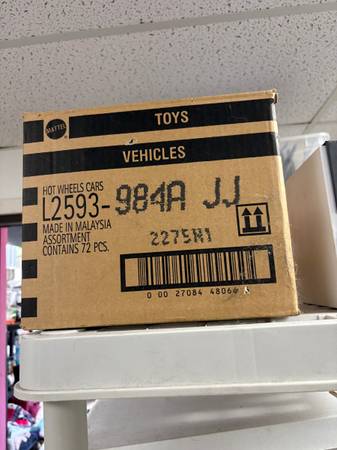 MATTEL
TOYS
VEHICLES
HOT WHEELS CARS
L2593-984A JJ
MADE IN MALAYSIA
ASSORTMENT
CONTAINS 72 PCS.
2275N1
0 00 27084 48066